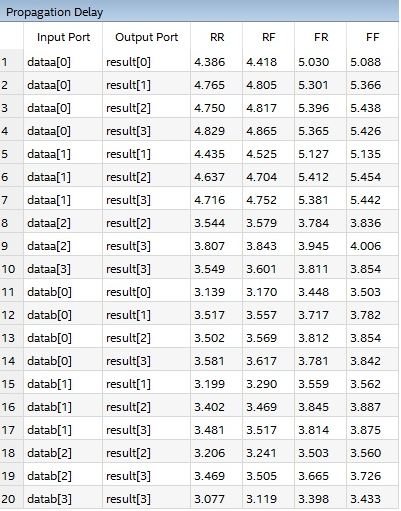 Propagation Delay
Input Port Output Port RR RF FR FF
1 dataa[0] result[0] 4.386 4.418 5.030 5.088
2 dataa[0] result[1] 4.765 4.805 5.301 5.366
3 dataa[0] result[2] 4.750 4.817 5.396 5.438
4 dataa[0] result[3] 4.829 4.865 5.365 5.426
5 dataa[1] result[1] 4.435 4.525 5.127 5.135
6 dataa[1] result[2] 4.637 4.704 5.412 5.454
7 dataa[1] result[3] 4.716 4.752 5.381 5.442
8 dataa[2] result[2] 3.544 3.579 3.784 3.836
9 dataa[2] result[3] 3.807 3.843 3.945 4.006
10 dataa[3] result[3] 3.549 3.601 3.811 3.854
11 datab[0] result[0] 3.139 3.170 3.448 3.503
12 datab[0] result[1] 3.517 3.557 3.717 3.782
13 datab[0] result[2] 3.502 3.569 3.812 3.854
14 datab[0] result[3] 3.581 3.617 3.781 3.842
15 datab[1] result[1] 3.199 3.290 3.559 3.562
16 datab[1] result[2] 3.402 3.469 3.845 3.887
17 datab[1] result[3] 3.481 3.517 3.814 3.875
18 datab[2] result[2] 3.206 3.241 3.503 3.560
19 datab[2] result[3] 3.469 3.505 3.665 3.726
20 datab[3] result[3] 3.077 3.119 3.398 3.433